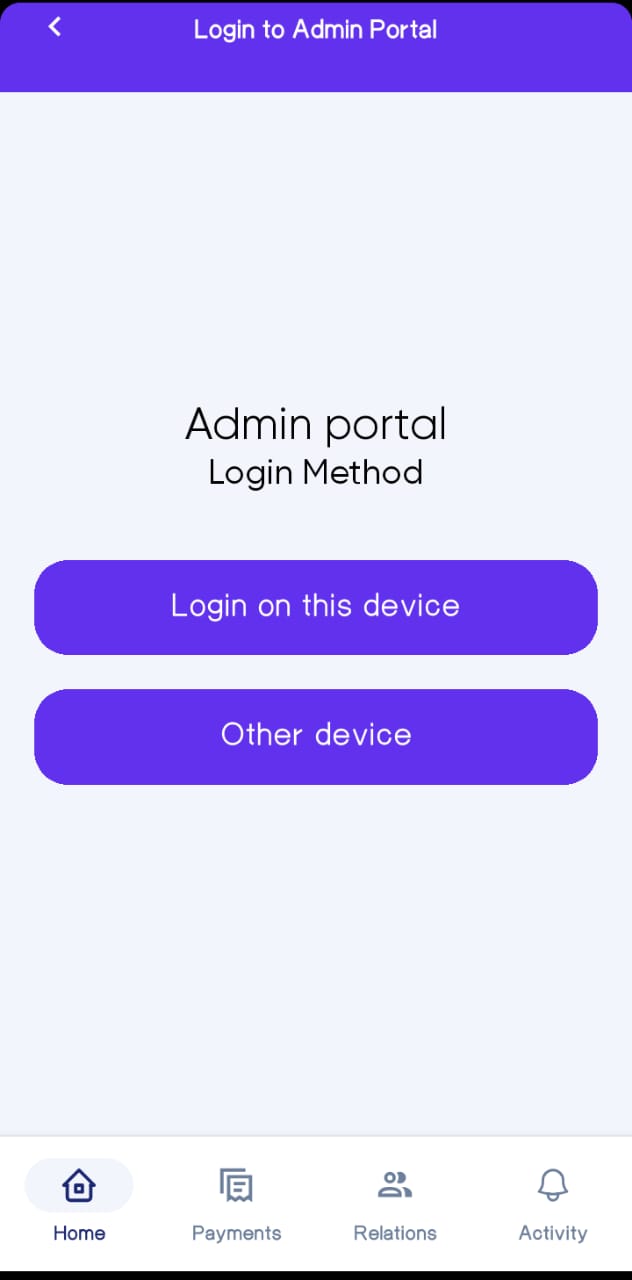 Login to Admin Portal
Admin portal
Login Method
Login on this device
Other device
Home
Payments
Relations
Activity